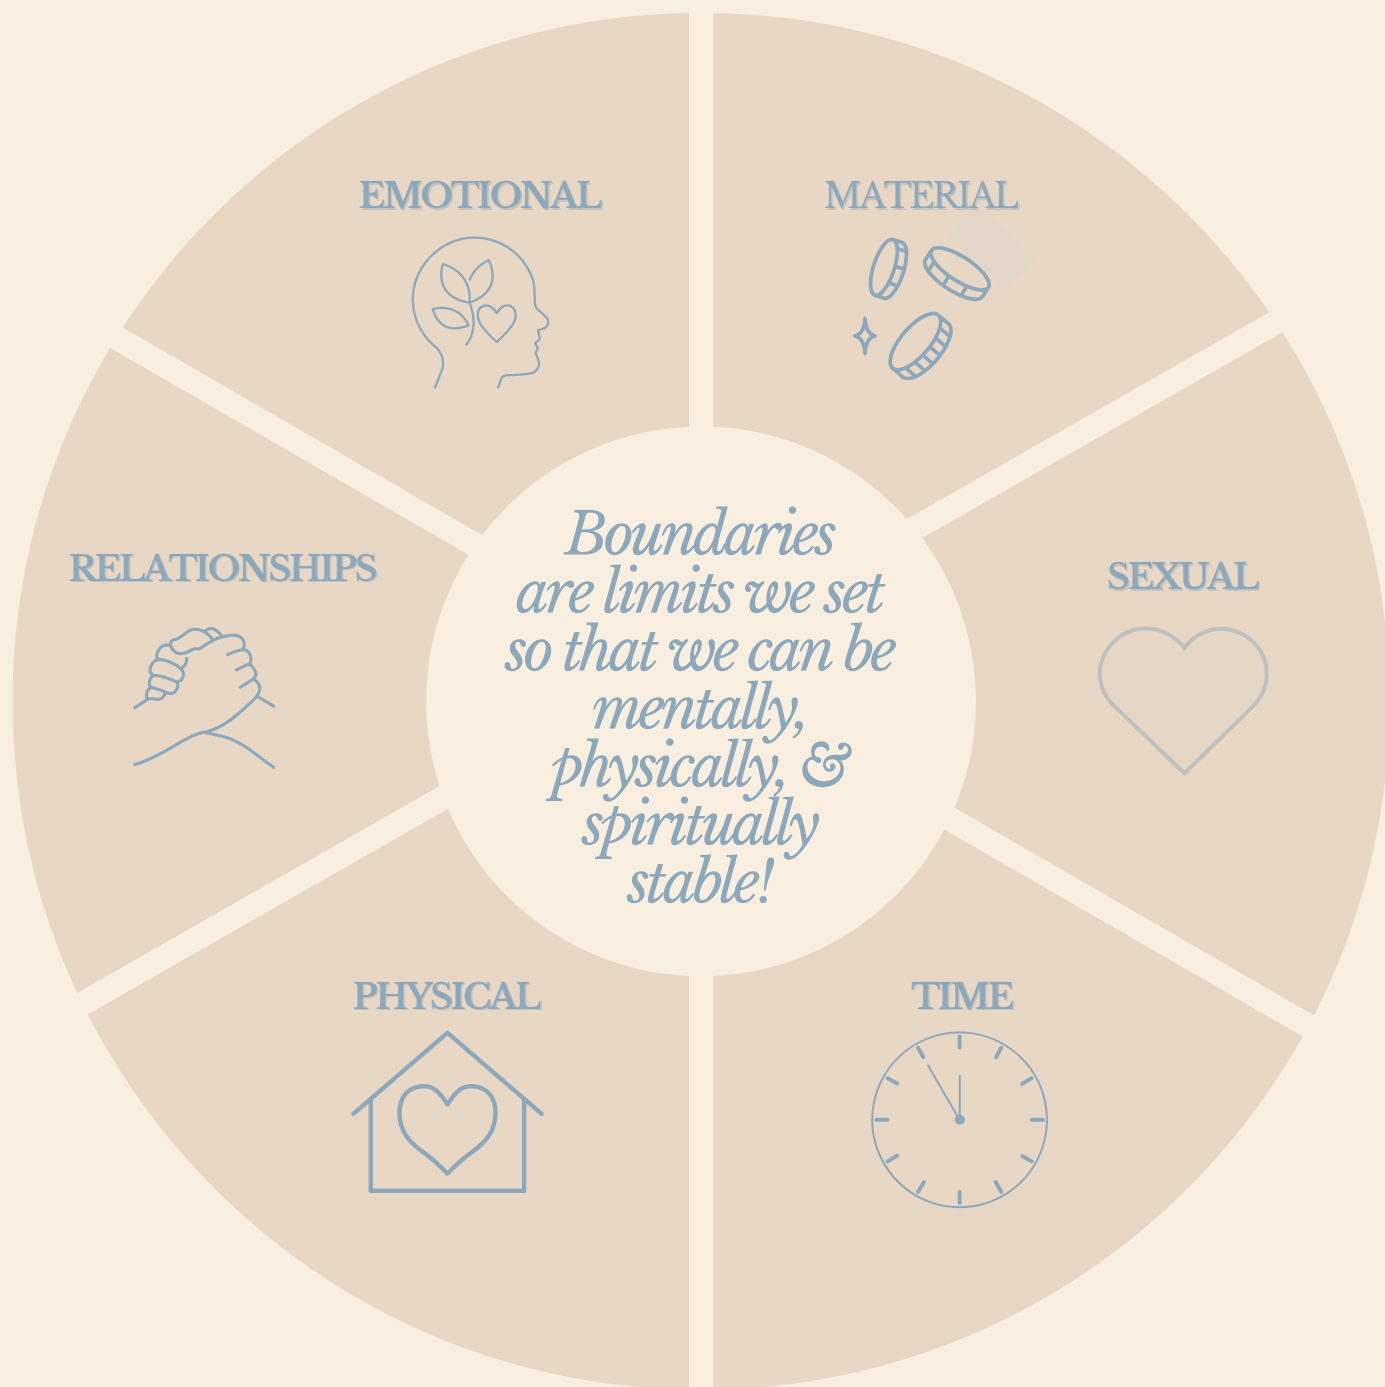 EMOTIONAL
MATERIAL
RELATIONSHIPS
SEXUAL
Boundaries
are limits we set
so that we can be
mentally,
physically, &
spiritually
stable!
PHYSICAL
TIME